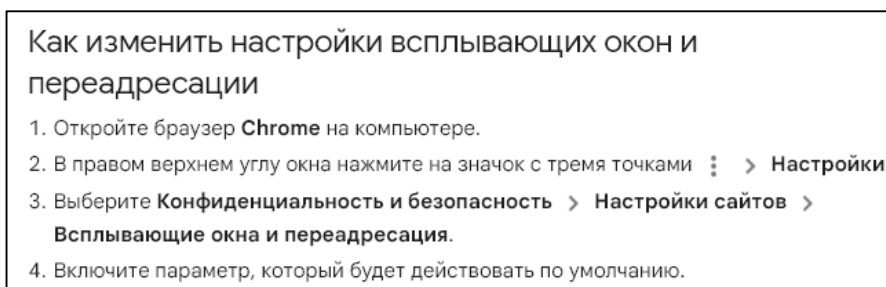 Как изменить настройки всплывающих окон и
переадресации
1. Откройте браузер Chrome на компьютере.
2. В правом верхнем углу окна нажмите на значок с тремя точками ⋮ > Настройки
3. Выберите Конфиденциальность и безопасность > Настройки сайтов >
Всплывающие окна и переадресация.
4. Включите параметр, который будет действовать по умолчанию.